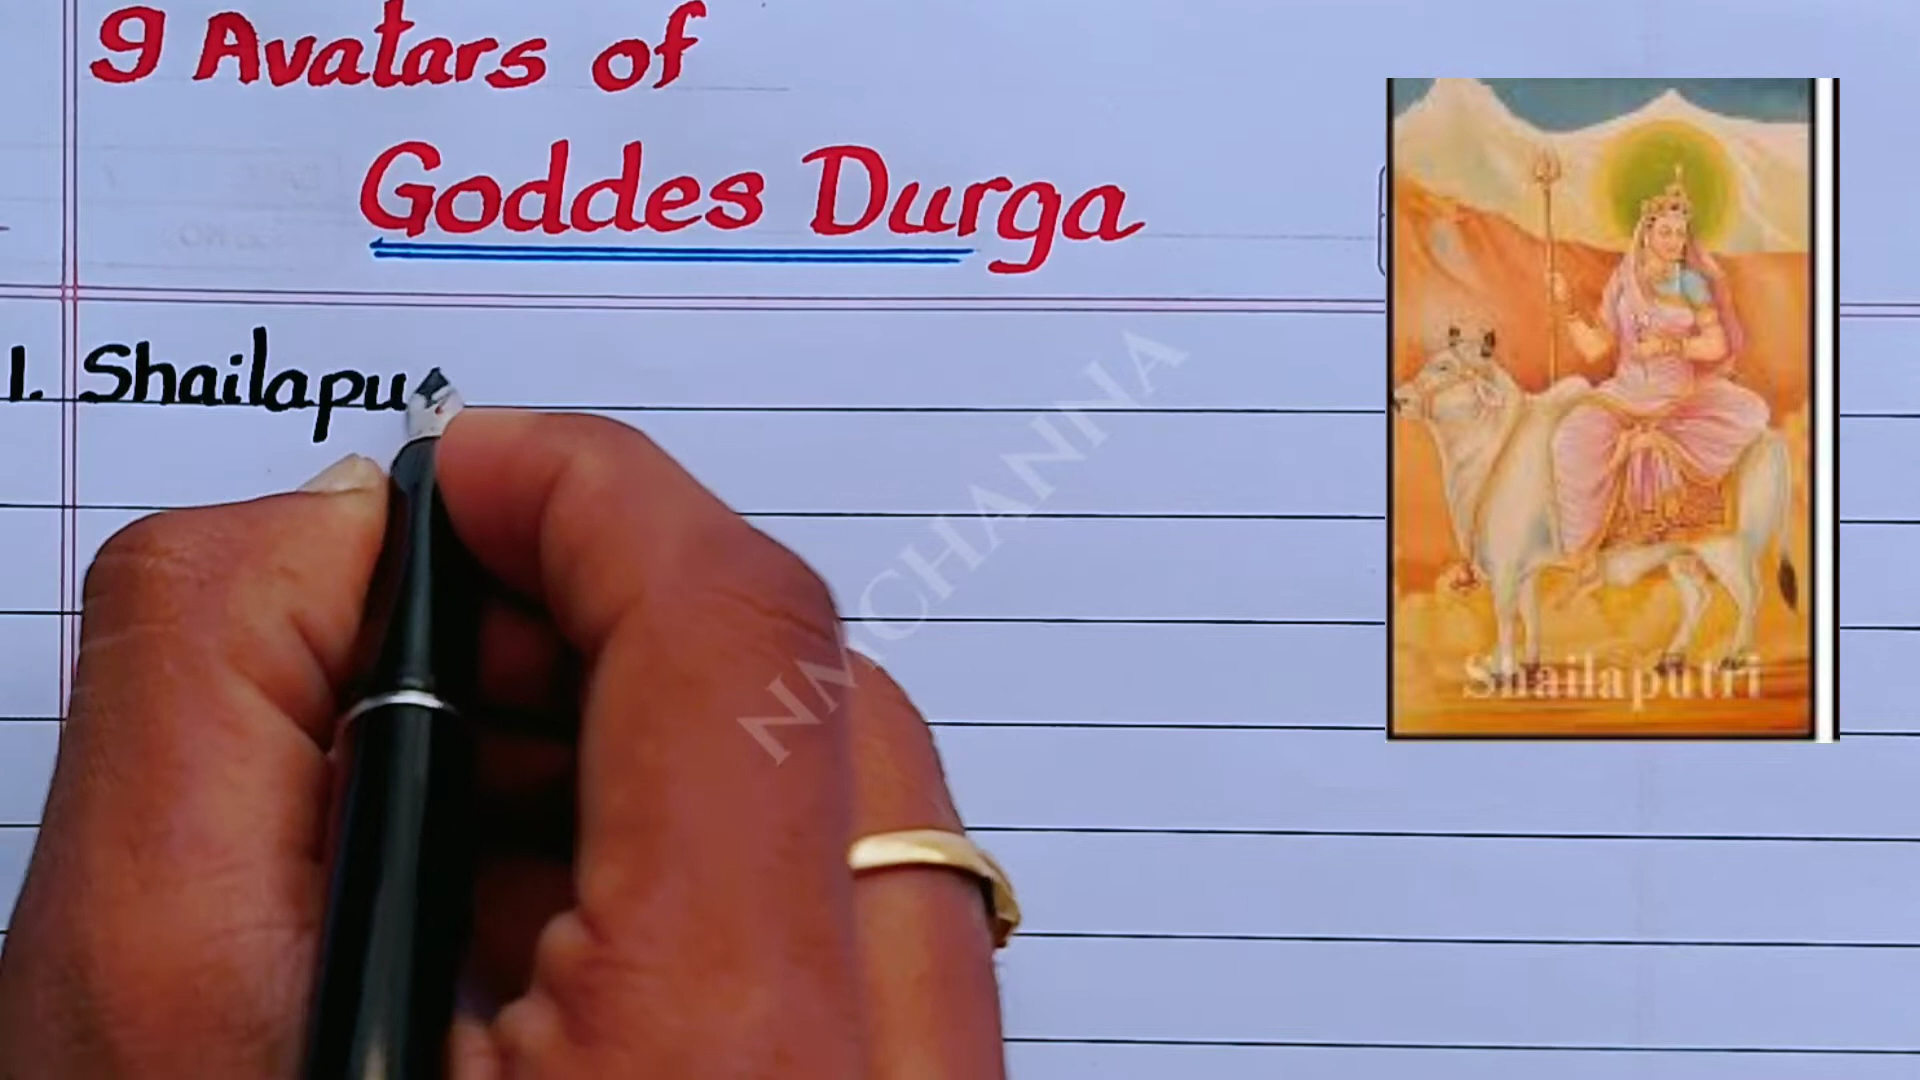 9 Avatars of
Goddes Durga
1. Shailapu
NMCHANNA
Shailaputri